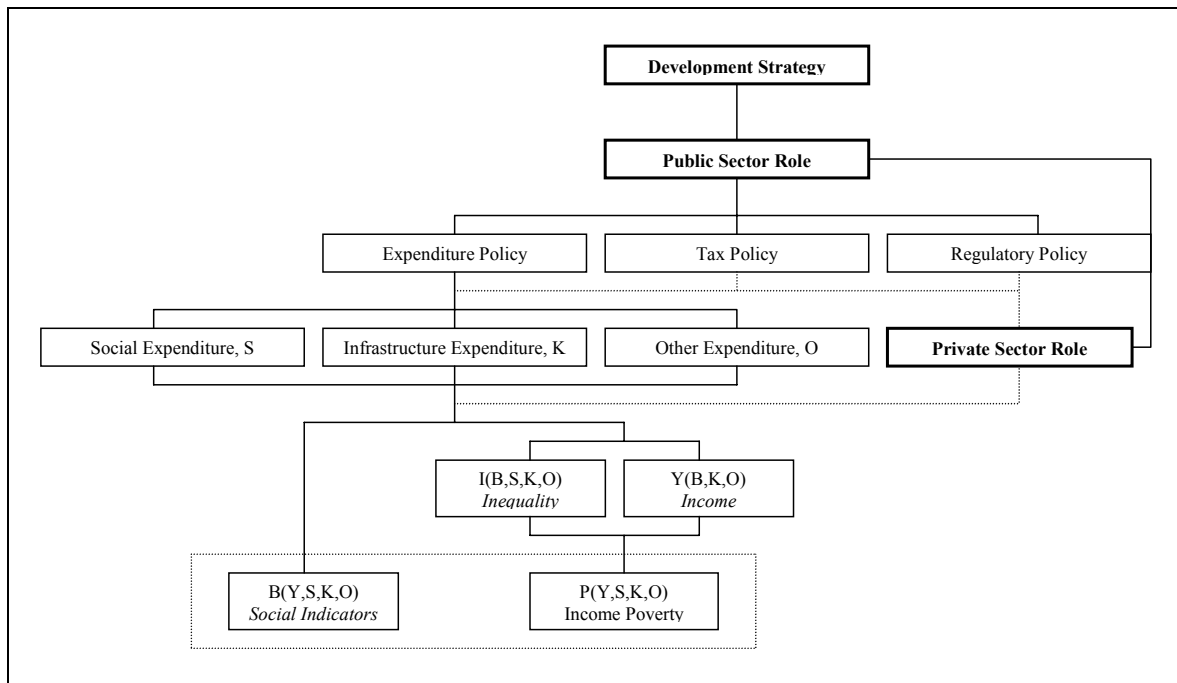 Development Strategy
Public Sector Role
Expenditure Policy
Tax Policy
Regulatory Policy
Social Expenditure, S
Infrastructure Expenditure, K
Other Expenditure, O
Private Sector Role
I(B,S,K,O)
Inequality
Y(B,K,O)
Income
B(Y,S,K,O)
Social Indicators
P(Y,S,K,O)
Income Poverty